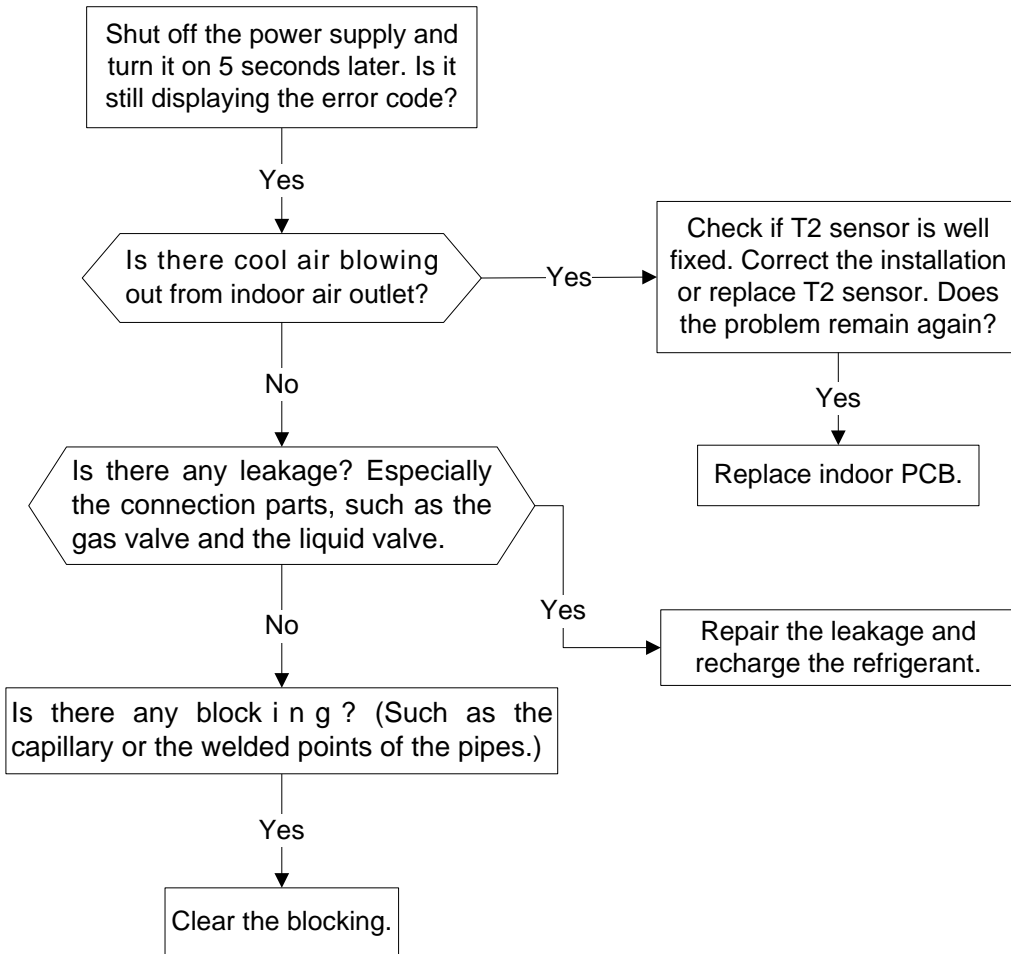 Shut off the power supply and
turn it on 5 seconds later. Is it
still displaying the error code?
Yes
Is there cool air blowing
out from indoor air outlet?
Yes
Check if T2 sensor is well
fixed. Correct the installation
or replace T2 sensor. Does
the problem remain again?
Yes
Replace indoor PCB.
No
Is there any leakage? Especially
the connection parts, such as the
gas valve and the liquid valve.
Yes
Repair the leakage and
recharge the refrigerant.
No
Is there any block i n g ? (Such as the
capillary or the welded points of the pipes.)
Yes
Clear the blocking.